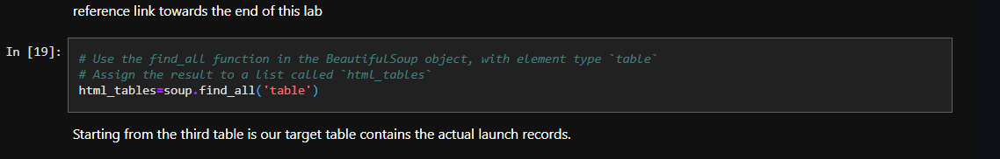 reference link towards the end of this lab
In [19]:
# Use the find_all function in the BeautifulSoup object, with element type `table`
# Assign the result to a list called `html_tables`
html_tables=soup.find_all('table')
Starting from the third table is our target table contains the actual launch records.